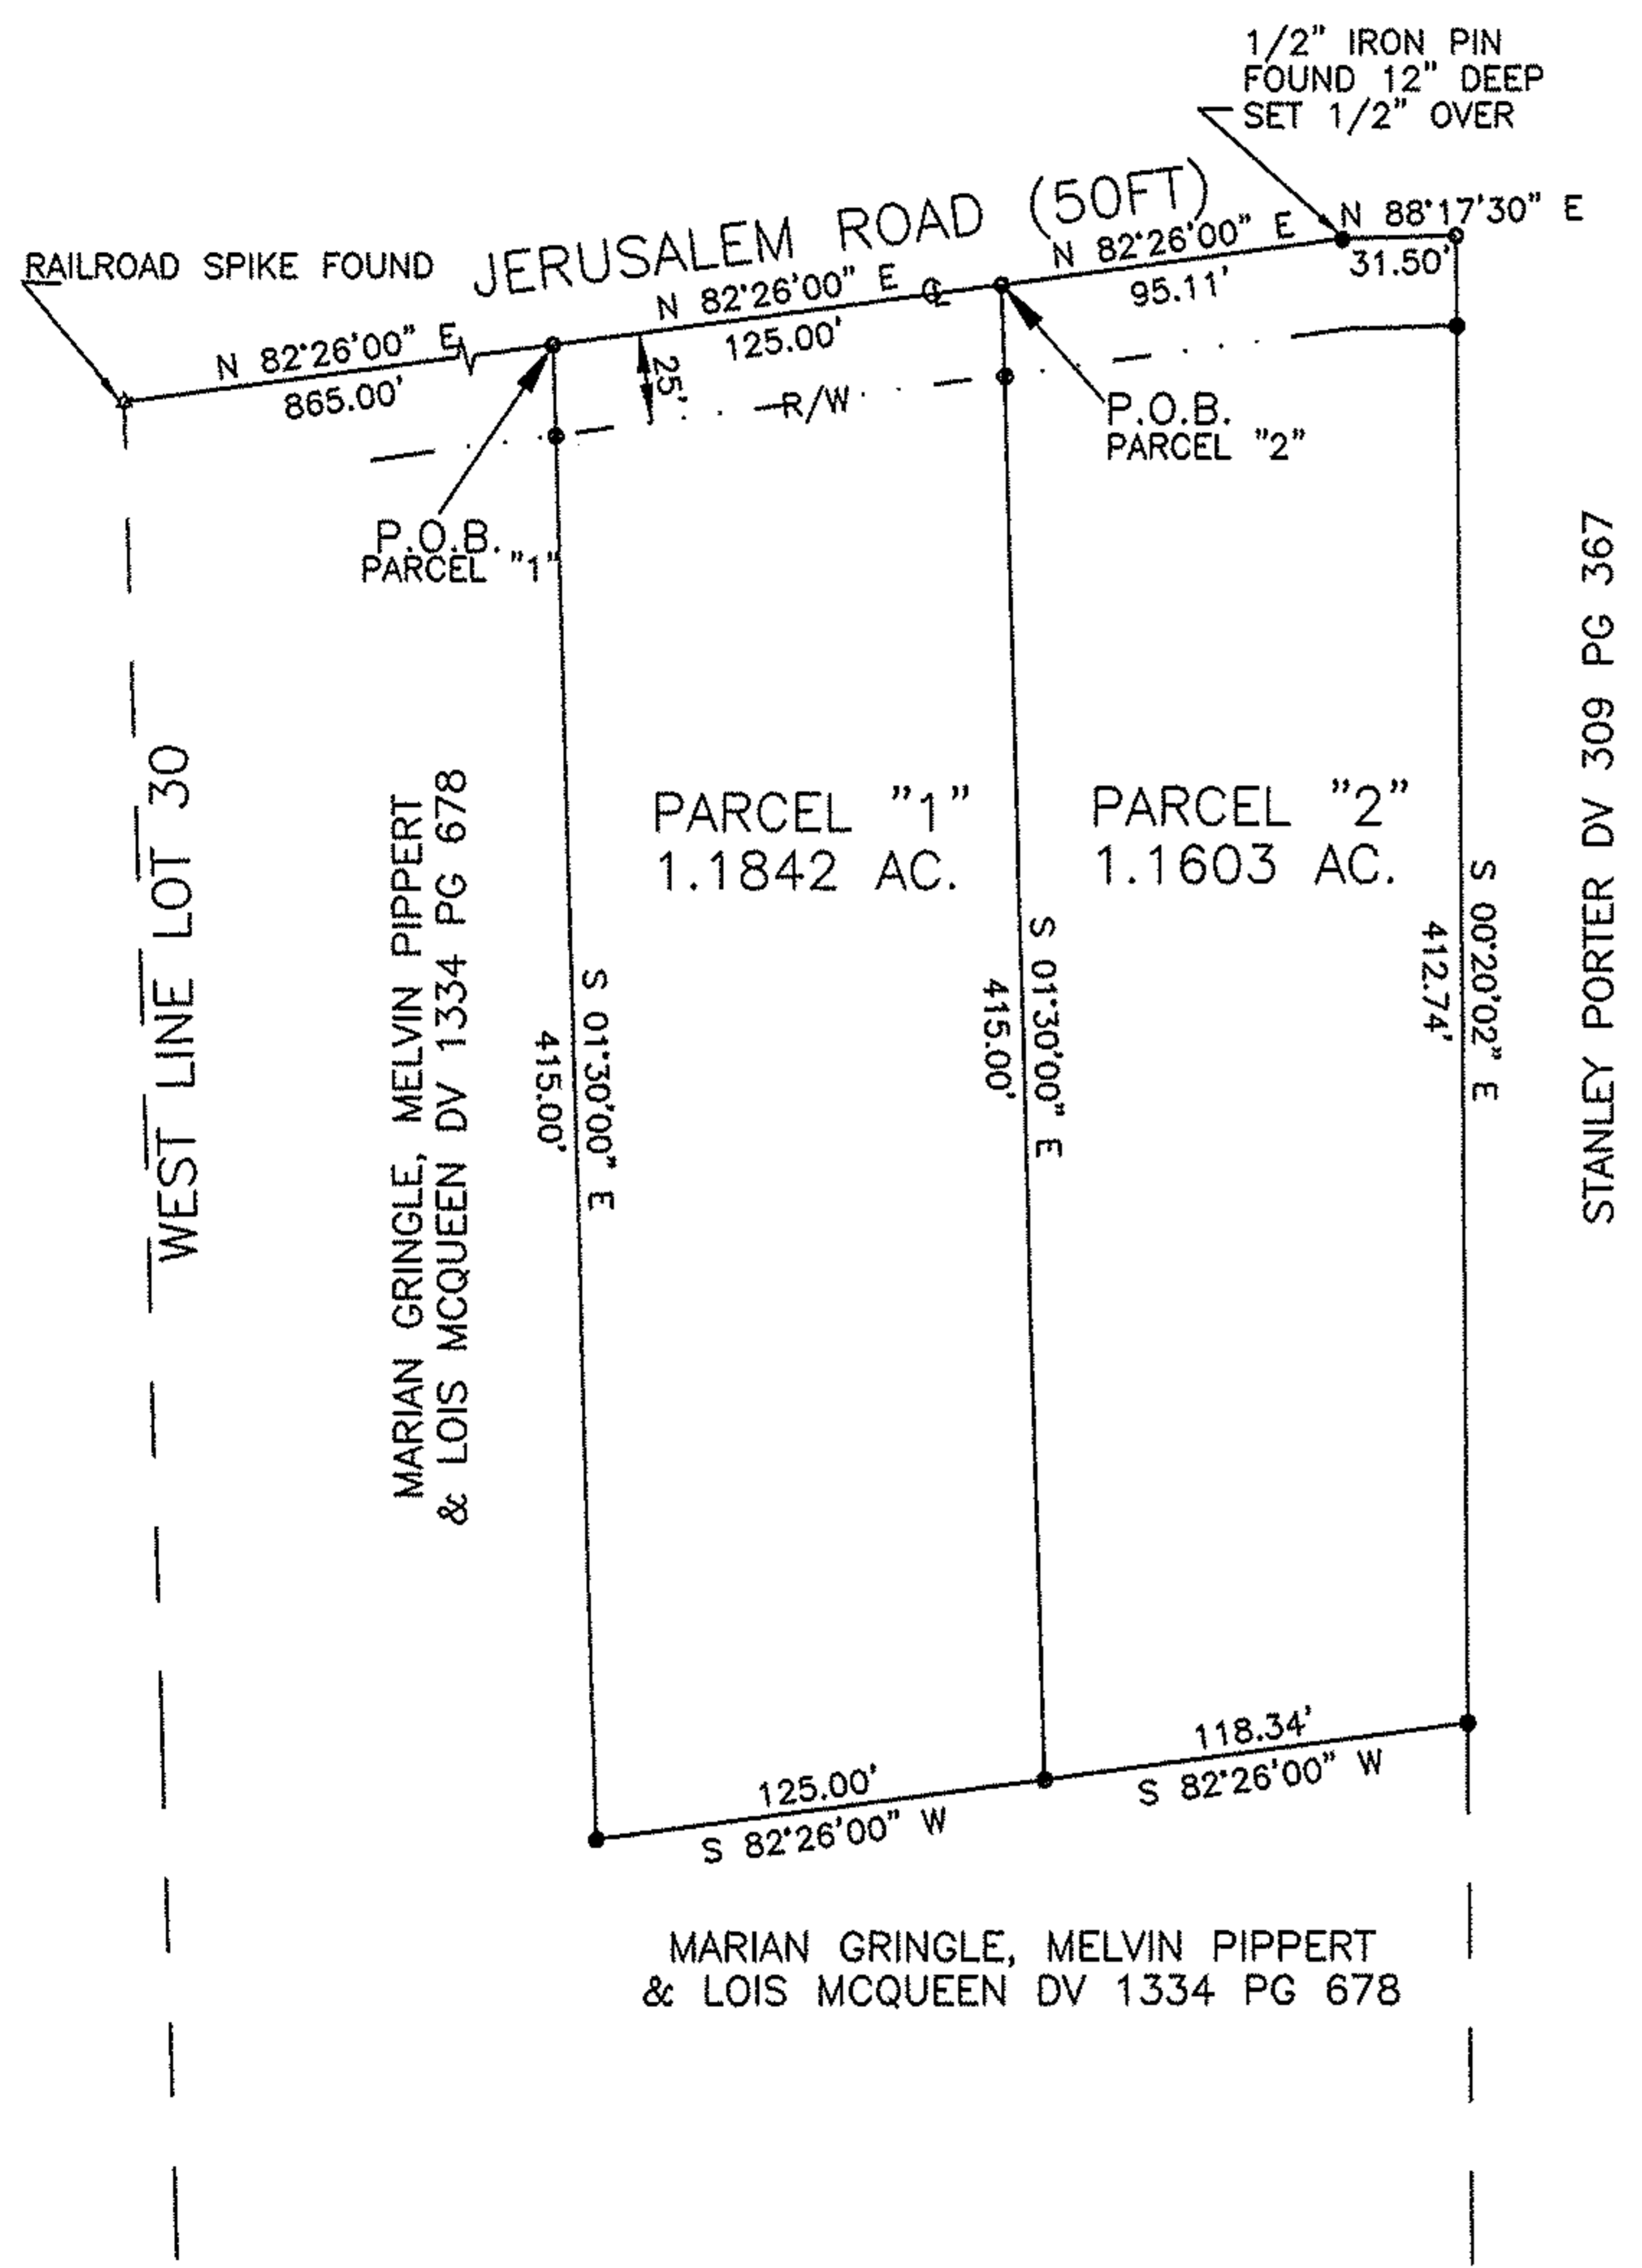 1/2" IRON PIN
FOUND 12" DEEP
SET 1/2" OVER
RAILROAD SPIKE FOUND
JERUSALEM ROAD (50FT)
N 82°26'00" E
865.00'
N 82°26'00" E
125.00'
℄
N 82°26'00" E
95.11'
N 88°17'30" E
31.50'
25'
R/W
P.O.B.
PARCEL "1"
P.O.B.
PARCEL "2"
WEST LINE LOT 30
MARIAN GRINGLE, MELVIN PIPPERT
& LOIS MCQUEEN DV 1334 PG 678
S 01°30'00" E
415.00'
PARCEL "1"
1.1842 AC.
S 01°30'00" E
415.00'
PARCEL "2"
1.1603 AC.
S 00°20'02" E
412.74'
STANLEY PORTER DV 309 PG 367
125.00'
S 82°26'00" W
118.34'
S 82°26'00" W
MARIAN GRINGLE, MELVIN PIPPERT
& LOIS MCQUEEN DV 1334 PG 678